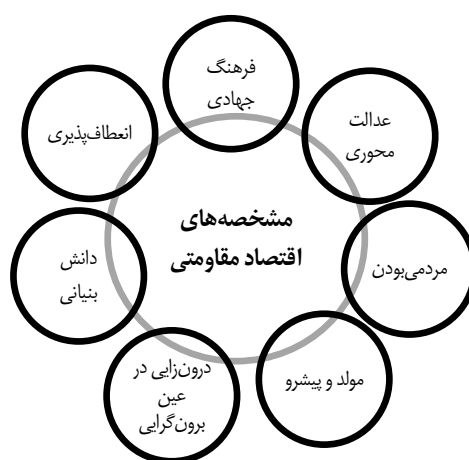 فرهنگ
جهادی
عدالت
محوری
مردمی‌بودن
مولد و پیشرو
درون‌زایی در
عین
برون‌گرایی
دانش
بنیانی
انعطاف‌پذیری
مشخصه‌های
اقتصاد مقاومتی